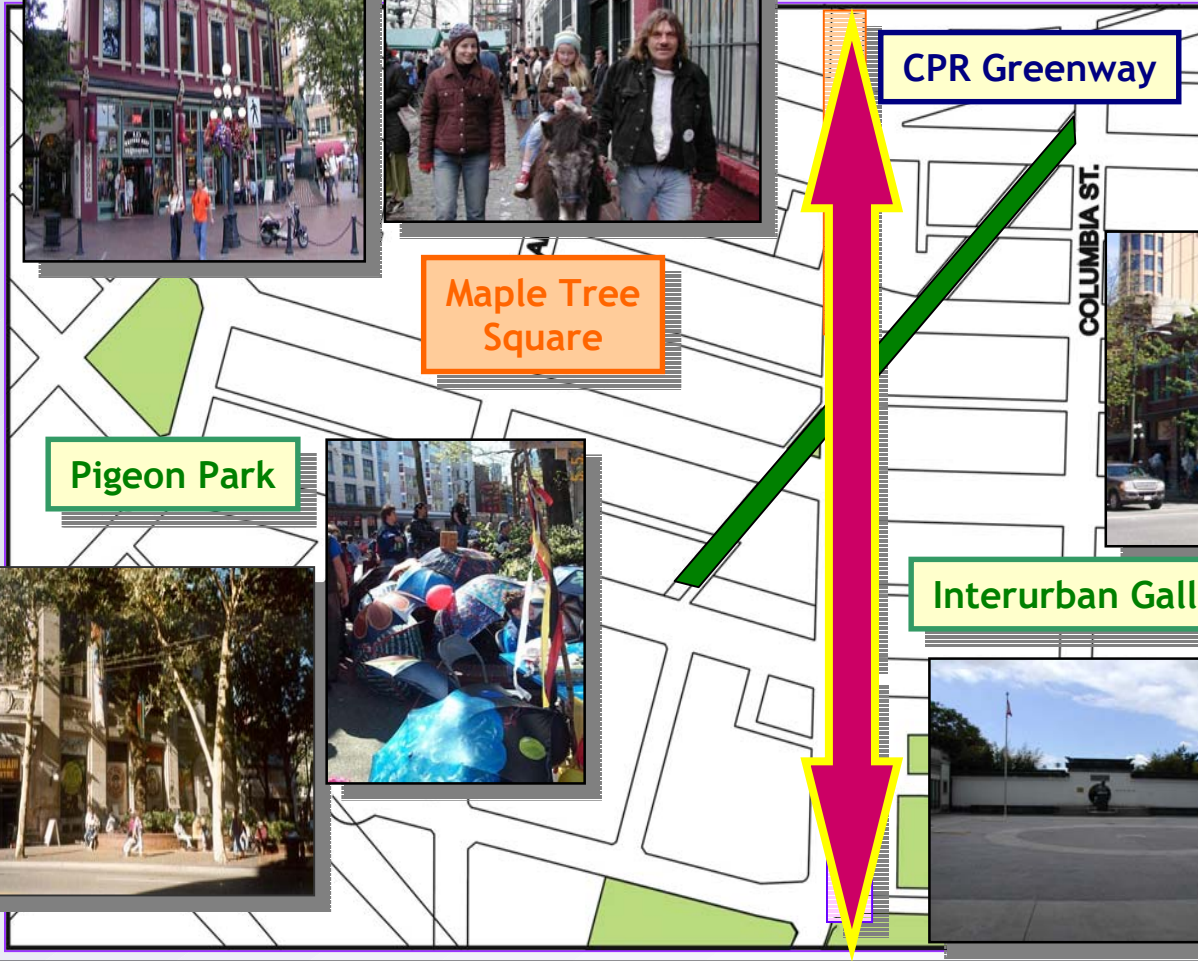 CPR Greenway
COLUMBIA ST.
Maple Tree
Square
Pigeon Park
Interurban Gall